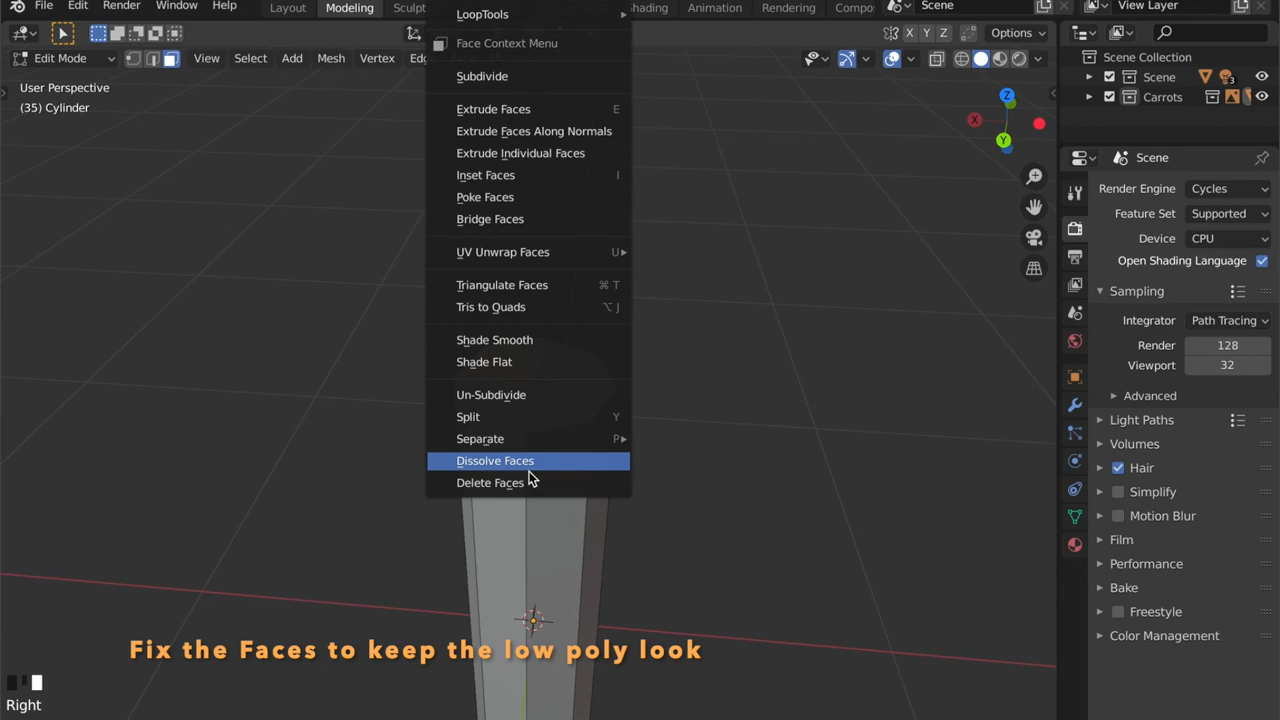 File Edit Render Window Help Layout Modeling Sculpt Shading Animation Rendering Compo Scene View Layer
X Y Z Options
Edit Mode View Select Add Mesh Vertex
User Perspective
(35) Cylinder
LoopTools
Face Context Menu
Subdivide
Extrude Faces E
Extrude Faces Along Normals
Extrude Individual Faces
Inset Faces I
Poke Faces
Bridge Faces
UV Unwrap Faces U
Triangulate Faces ⌘ T
Tris to Quads ⌥ J
Shade Smooth
Shade Flat
Un-Subdivide
Split Y
Separate P
Dissolve Faces
Delete Faces
Z
X
Y
Scene Collection
Scene 3
Carrots
Scene
Render Engine Cycles
Feature Set Supported
Device CPU
Open Shading Language
Sampling
Integrator Path Tracing
Render 128
Viewport 32
Advanced
Light Paths
Volumes
Hair
Simplify
Motion Blur
Film
Performance
Bake
Freestyle
Color Management
Fix the Faces to keep the low poly look
Right